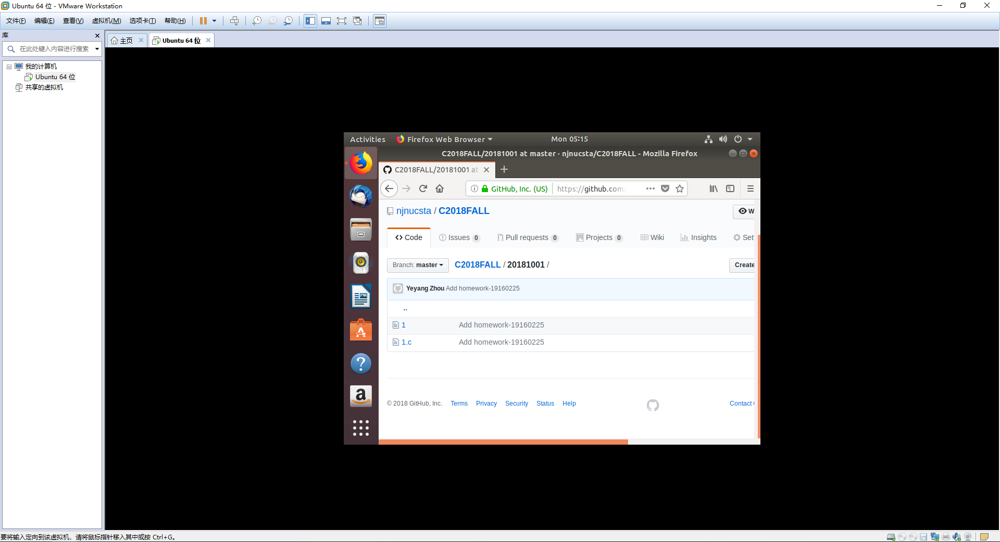 Ubuntu 64 位 - VMware Workstation
文件(F) 编辑(E) 查看(V) 虚拟机(M) 选项卡(T) 帮助(H)
库
主页
Ubuntu 64 位
在此处键入内容进行搜索
我的计算机
Ubuntu 64 位
共享的虚拟机
Activities Firefox Web Browser Mon 05:15
C2018FALL/20181001 at master · njnucsta/C2018FALL - Mozilla Firefox
C2018FALL/20181001 at
GitHub, Inc. (US) https://github.com/
njnucsta / C2018FALL W
Code Issues 0 Pull requests 0 Projects 0 Wiki Insights Set
Branch: master C2018FALL / 20181001 / Create
Yeyang Zhou Add homework-19160225
..
1 Add homework-19160225
1.c Add homework-19160225
© 2018 GitHub, Inc. Terms Privacy Security Status Help Contact
要将输入定向到该虚拟机，请将鼠标指针移入其中或按 Ctrl+G。